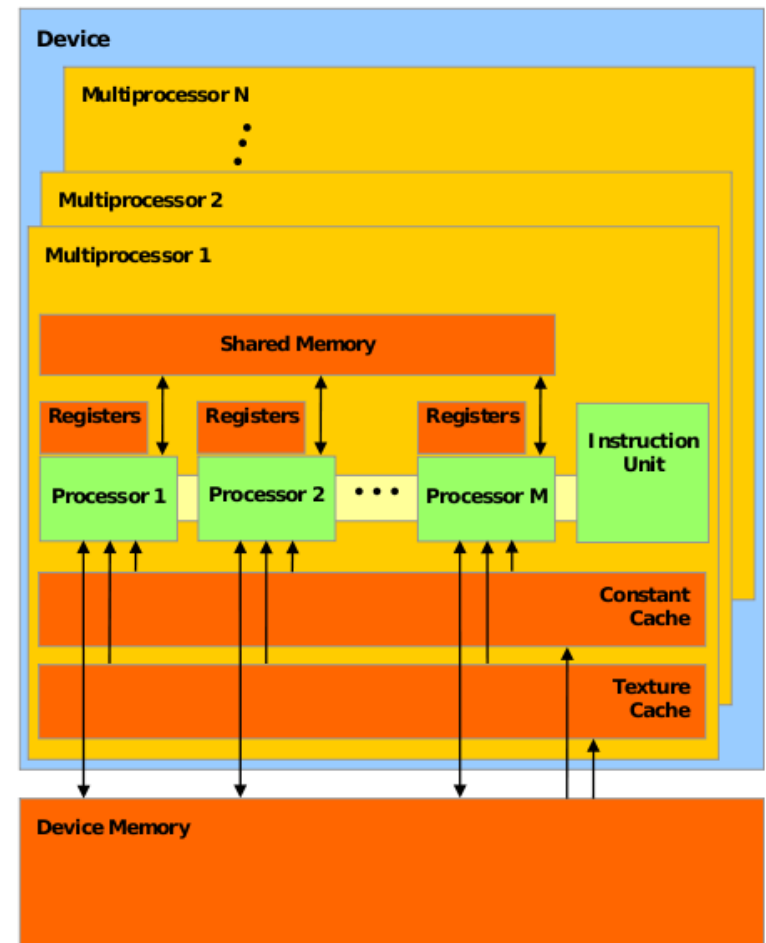 Device
Multiprocessor N
Multiprocessor 2
Multiprocessor 1
Shared Memory
Registers
Registers
Registers
Instruction
Unit
Processor 1
Processor 2
Processor M
Constant
Cache
Texture
Cache
Device Memory